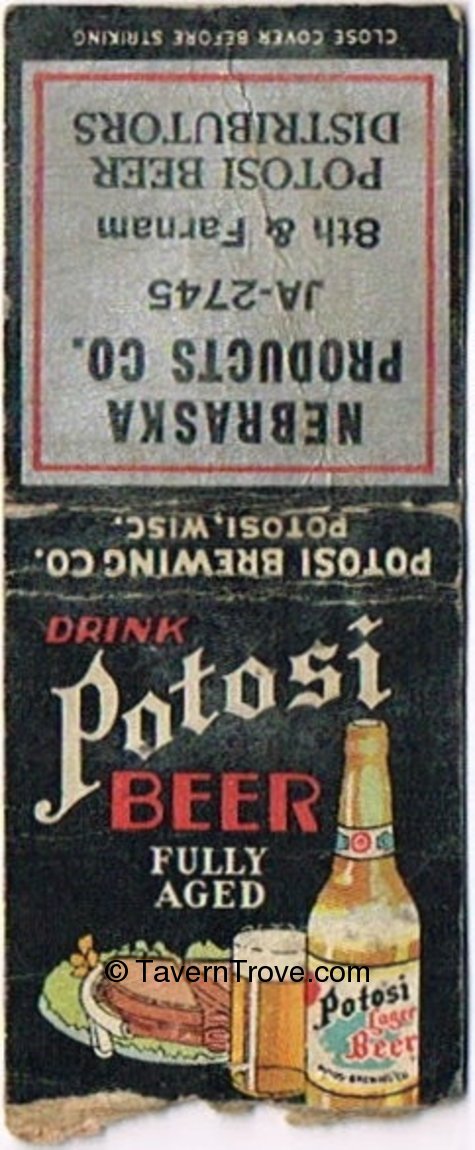 CLOSE COVER BEFORE STRIKING
NEBRASKA
PRODUCTS CO.
JA-2745
8th & Farnam
POTOSI BEER
DISTRIBUTORS
POTOSI BREWING CO.
POTOSI, WISC.
DRINK
Potosi
BEER
FULLY
AGED
© TavernTrove.com
Potosi
Lager
Beer